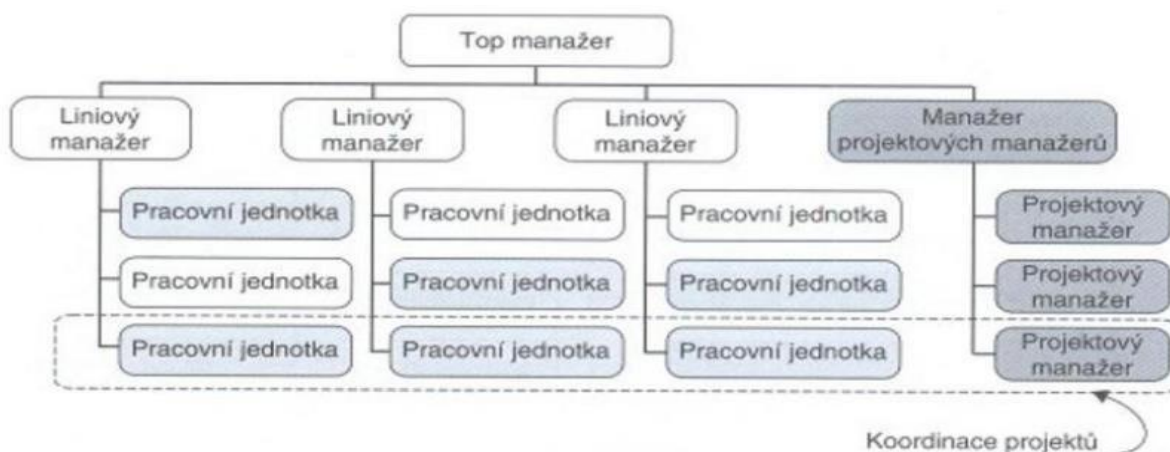 Top manažer
Liniový
manažer
Liniový
manažer
Liniový
manažer
Manažer
projektových manažerů
Pracovní jednotka
Pracovní jednotka
Pracovní jednotka
Projektový
manažer
Pracovní jednotka
Pracovní jednotka
Pracovní jednotka
Projektový
manažer
Pracovní jednotka
Pracovní jednotka
Pracovní jednotka
Projektový
manažer
Koordinace projektů